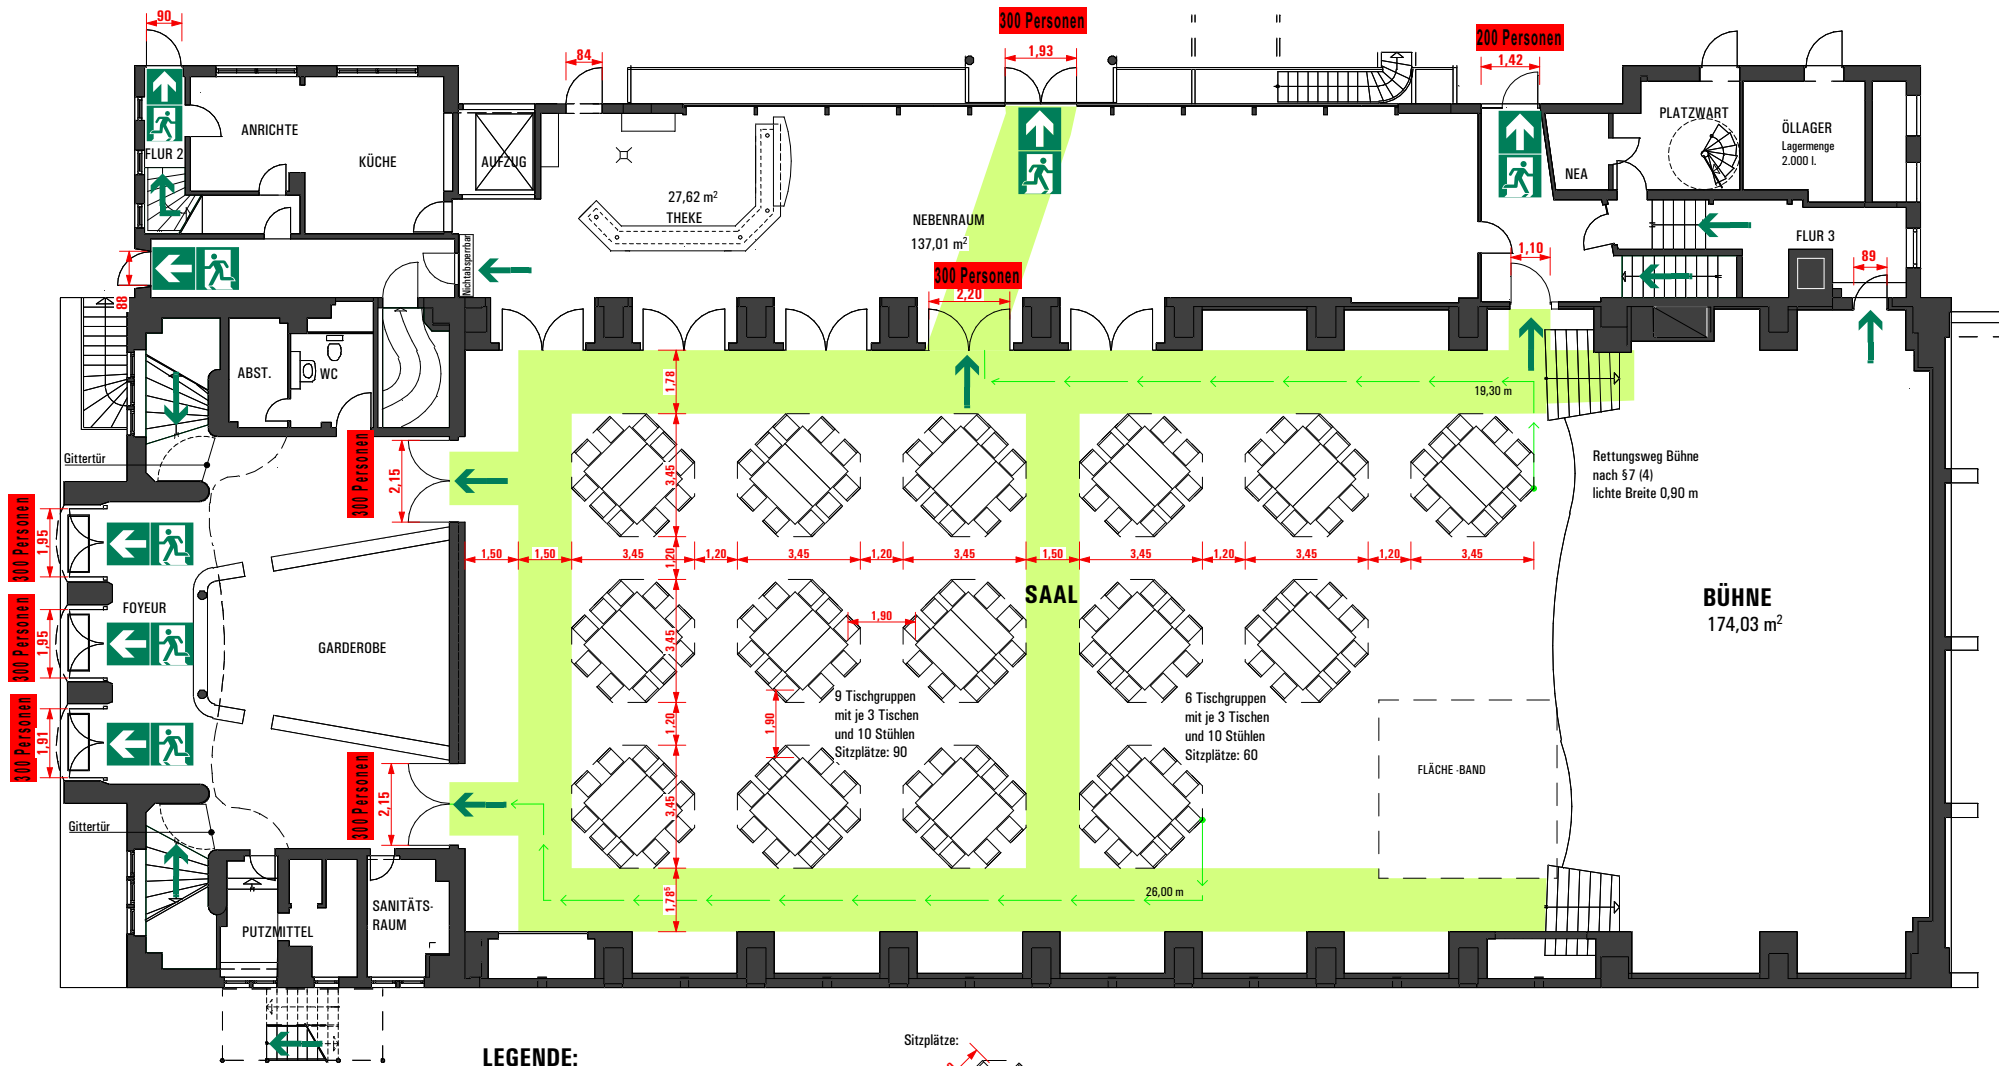 90
300 Personen
1,93
200 Personen
1,42
84
ANRICHTE
KÜCHE
FLUR 2
AUFZUG
27,62 m²
THEKE
NEBENRAUM
137,01 m²
NEA
PLATZWART
ÖLLAGER
Lagermenge
2.000 l.
FLUR 3
Nichtabsperrbar
88
300 Personen
2,20
1,10
89
ABST.
WC
1,78
19,30 m
Gittertür
300 Personen
2,15
3,45
Rettungsweg Bühne
nach §7 (4)
lichte Breite 0,90 m
300 Personen
1,95
1,50
1,50
3,45
1,20
3,45
1,20
3,45
1,50
3,45
1,20
3,45
1,20
3,45
1,20
SAAL
BÜHNE
174,03 m²
FOYEUR
300 Personen
1,95
GARDEROBE
3,45
1,90
9 Tischgruppen
mit je 3 Tischen
und 10 Stühlen
Sitzplätze: 90
6 Tischgruppen
mit je 3 Tischen
und 10 Stühlen
Sitzplätze: 60
1,20
1,90
300 Personen
1,91
FLÄCHE -BAND
300 Personen
2,15
3,45
Gittertür
1,78⁵
26,00 m
SANITÄTS-
RAUM
PUTZMITTEL
LEGENDE:
Sitzplätze: